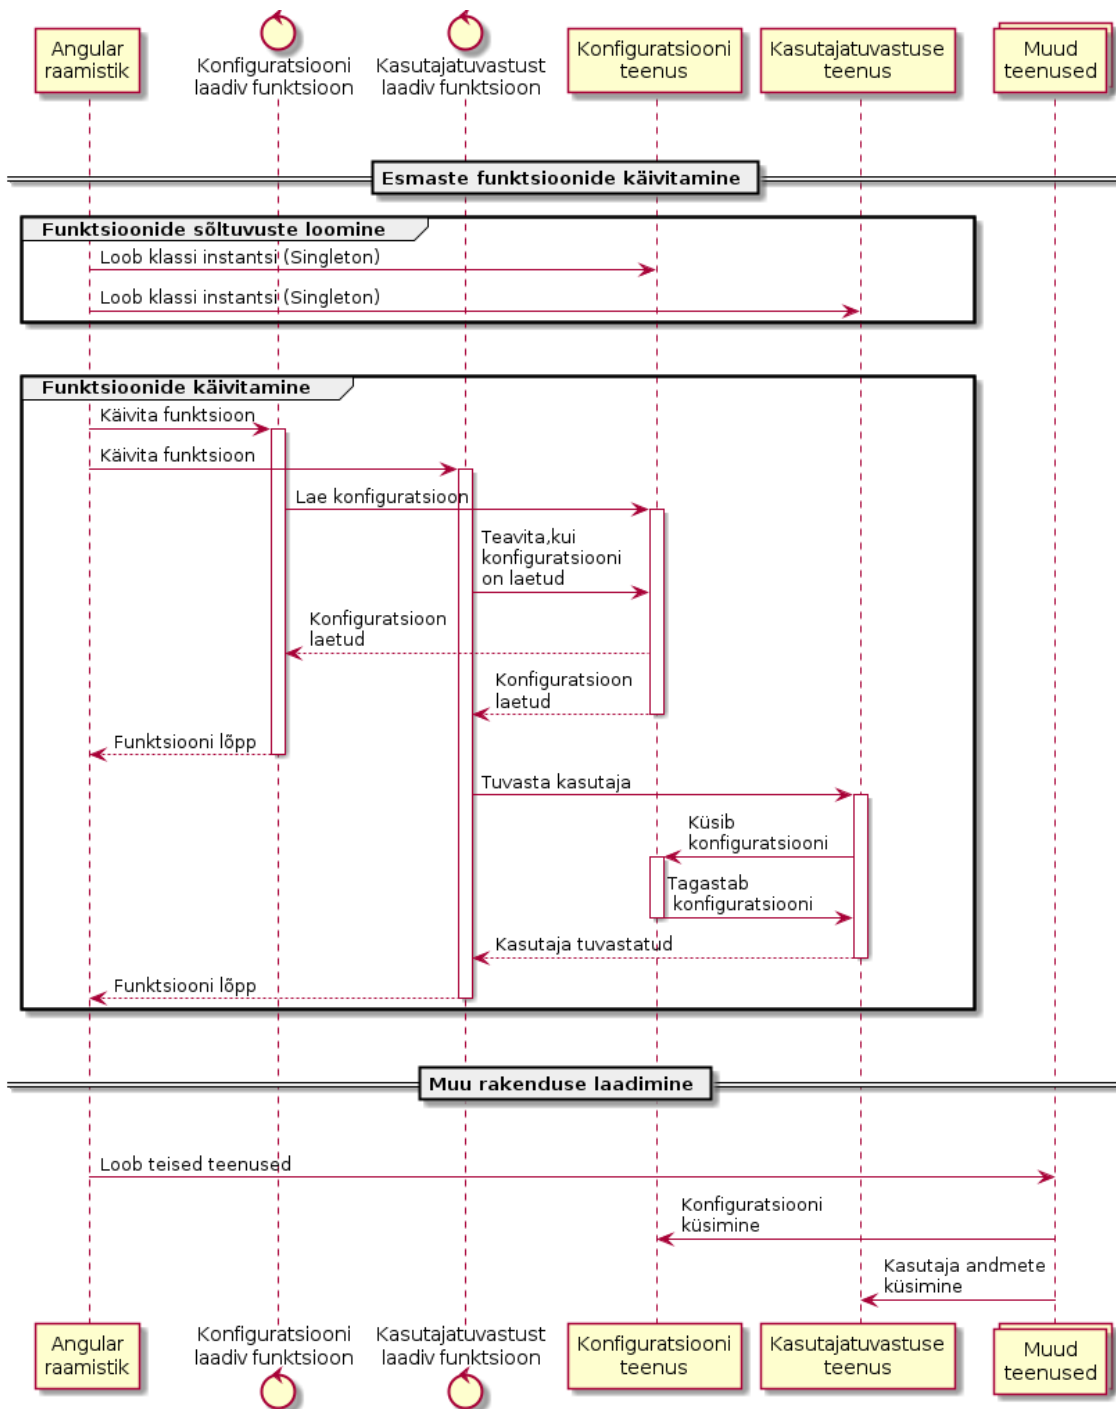 Angular
raamistik
Konfiguratsiooni
laadiv funktsioon
Kasutajatuvastust
laadiv funktsioon
Konfiguratsiooni
teenus
Kasutajatuvastuse
teenus
Muud
teenused
Esmaste funktsioonide käivitamine
Funktsioonide sõltuvuste loomine
Loob klassi instantsi (Singleton)
Loob klassi instantsi (Singleton)
Funktsioonide käivitamine
Käivita funktsioon
Käivita funktsioon
Lae konfiguratsioon
Teavita,kui
konfiguratsiooni
on laetud
Konfiguratsioon
laetud
Konfiguratsioon
laetud
Funktsiooni lõpp
Tuvasta kasutaja
Küsib
konfiguratsiooni
Tagastab
konfiguratsiooni
Kasutaja tuvastatud
Funktsiooni lõpp
Muu rakenduse laadimine
Loob teised teenused
Konfiguratsiooni
küsimine
Kasutaja andmete
küsimine
Angular
raamistik
Konfiguratsiooni
laadiv funktsioon
Kasutajatuvastust
laadiv funktsioon
Konfiguratsiooni
teenus
Kasutajatuvastuse
teenus
Muud
teenused